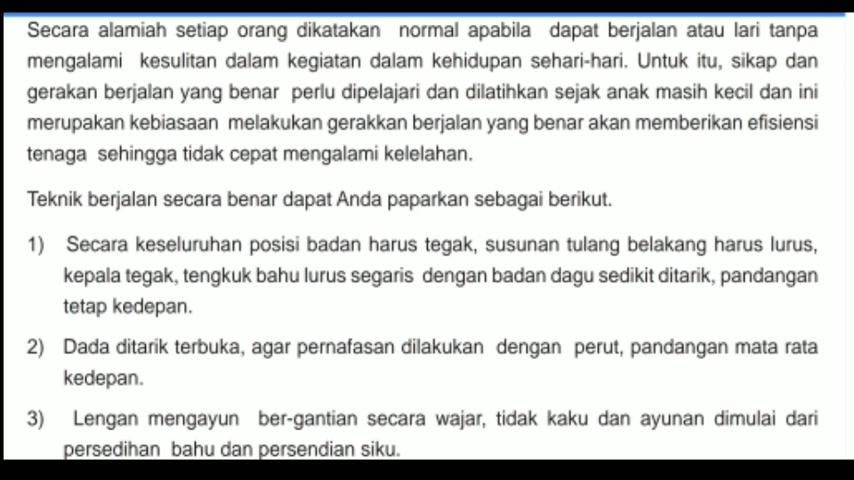 Secara alamiah setiap orang dikatakan normal apabila dapat berjalan atau lari tanpa
mengalami kesulitan dalam kegiatan dalam kehidupan sehari-hari. Untuk itu, sikap dan
gerakan berjalan yang benar perlu dipelajari dan dilatihkan sejak anak masih kecil dan ini
merupakan kebiasaan melakukan gerakkan berjalan yang benar akan memberikan efisiensi
tenaga sehingga tidak cepat mengalami kelelahan.
Teknik berjalan secara benar dapat Anda paparkan sebagai berikut.
1) Secara keseluruhan posisi badan harus tegak, susunan tulang belakang harus lurus,
kepala tegak, tengkuk bahu lurus segaris dengan badan dagu sedikit ditarik, pandangan
tetap kedepan.
2) Dada ditarik terbuka, agar pernafasan dilakukan dengan perut, pandangan mata rata
kedepan.
3) Lengan mengayun ber-gantian secara wajar, tidak kaku dan ayunan dimulai dari
persedihan bahu dan persendian siku.